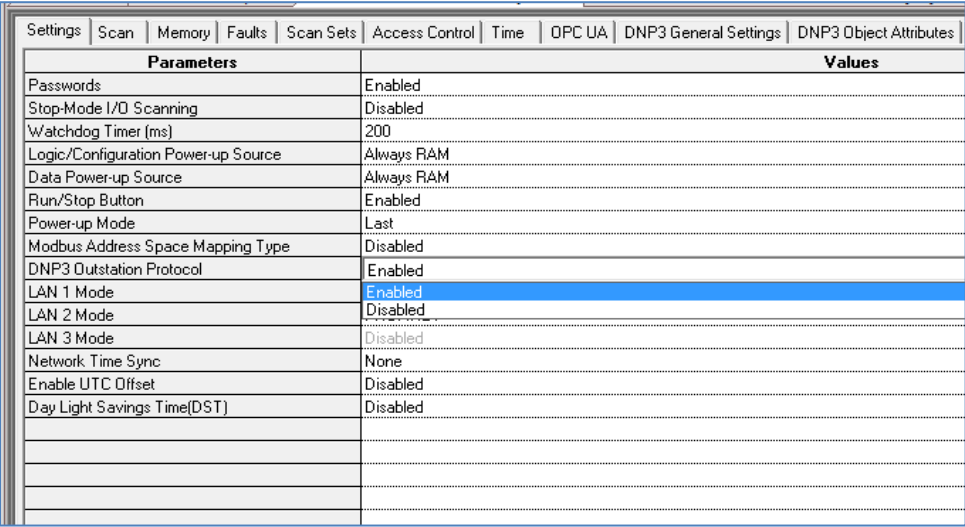 Settings Scan Memory Faults Scan Sets Access Control Time OPC UA DNP3 General Settings DNP3 Object Attributes
Parameters Values
Passwords Enabled
Stop-Mode I/O Scanning Disabled
Watchdog Timer (ms) 200
Logic/Configuration Power-up Source Always RAM
Data Power-up Source Always RAM
Run/Stop Button Enabled
Power-up Mode Last
Modbus Address Space Mapping Type Disabled
DNP3 Outstation Protocol Enabled
LAN 1 Mode Enabled
LAN 2 Mode Disabled
LAN 3 Mode Disabled
Network Time Sync None
Enable UTC Offset Disabled
Day Light Savings Time(DST) Disabled